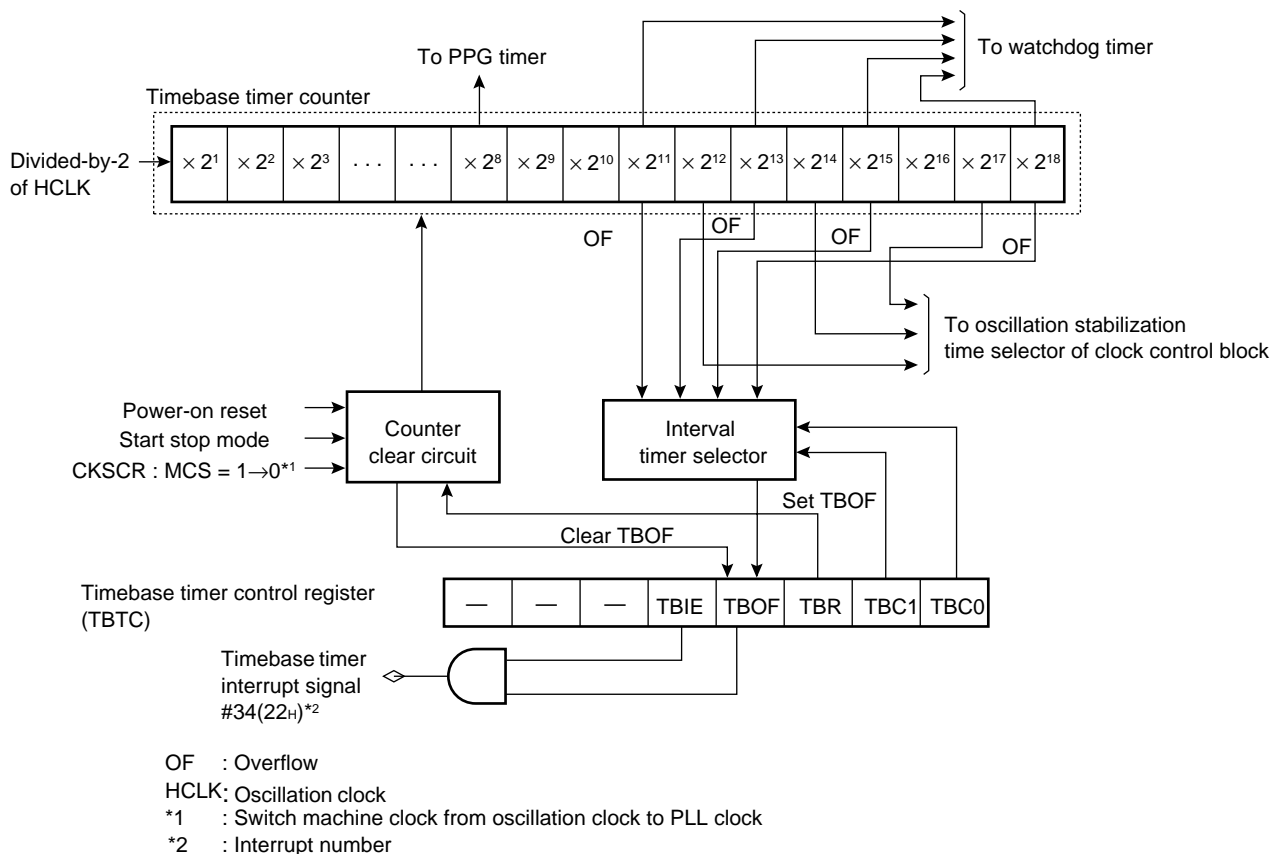 To watchdog timer
To PPG timer
Timebase timer counter
Divided-by-2
of HCLK
× 2¹ × 2² × 2³ · · · · · · × 2⁸ × 2⁹ × 2¹⁰ × 2¹¹ × 2¹² × 2¹³ × 2¹⁴ × 2¹⁵ × 2¹⁶ × 2¹⁷ × 2¹⁸
OF OF OF OF
To oscillation stabilization
time selector of clock control block
Power-on reset
Start stop mode
CKSCR : MCS = 1→0*¹
Counter
clear circuit
Interval
timer selector
Set TBOF
Clear TBOF
Timebase timer control register
(TBTC)
— — — TBIE TBOF TBR TBC1 TBC0
Timebase timer
interrupt signal
#34(22H)*²
OF : Overflow
HCLK: Oscillation clock
*1 : Switch machine clock from oscillation clock to PLL clock
*2 : Interrupt number